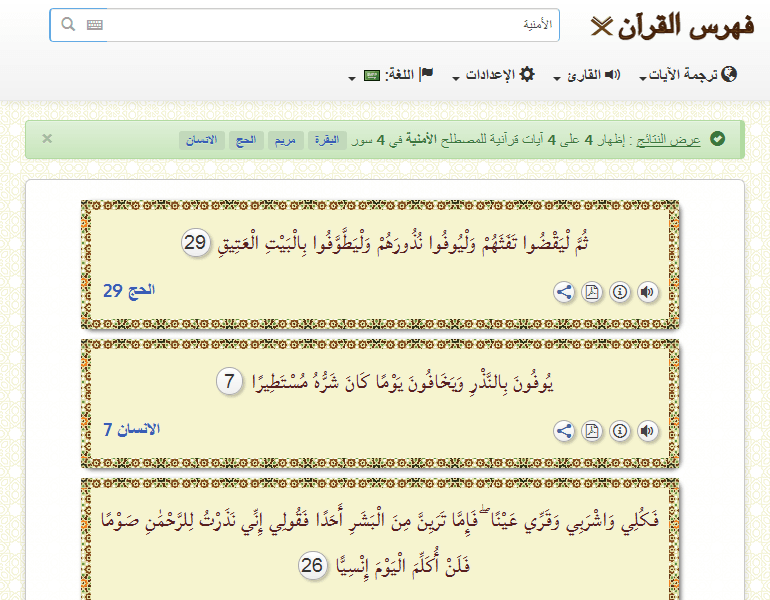 فهرس القرآن
الأمنية
ترجمة الآيات القارئ الإعدادات اللغة:
عرض النتائج : إظهار 4 على 4 آيات قرآنية للمصطلح الأمنية في 4 سور البقرة مريم الحج الانسان ×
ثُمَّ لْيَقْضُوا تَفَثَهُمْ وَلْيُوفُوا نُذُورَهُمْ وَلْيَطَّوَّفُوا بِالْبَيْتِ الْعَتِيقِ 29
الحج 29
يُوفُونَ بِالنَّذْرِ وَيَخَافُونَ يَوْمًا كَانَ شَرُّهُ مُسْتَطِيرًا 7
الانسان 7
فَكُلِي وَاشْرَبِي وَقَرِّي عَيْنًا ۖ فَإِمَّا تَرَيِنَّ مِنَ الْبَشَرِ أَحَدًا فَقُولِي إِنِّي نَذَرْتُ لِلرَّحْمَٰنِ صَوْمًا
فَلَنْ أُكَلِّمَ الْيَوْمَ إِنْسِيًّا 26